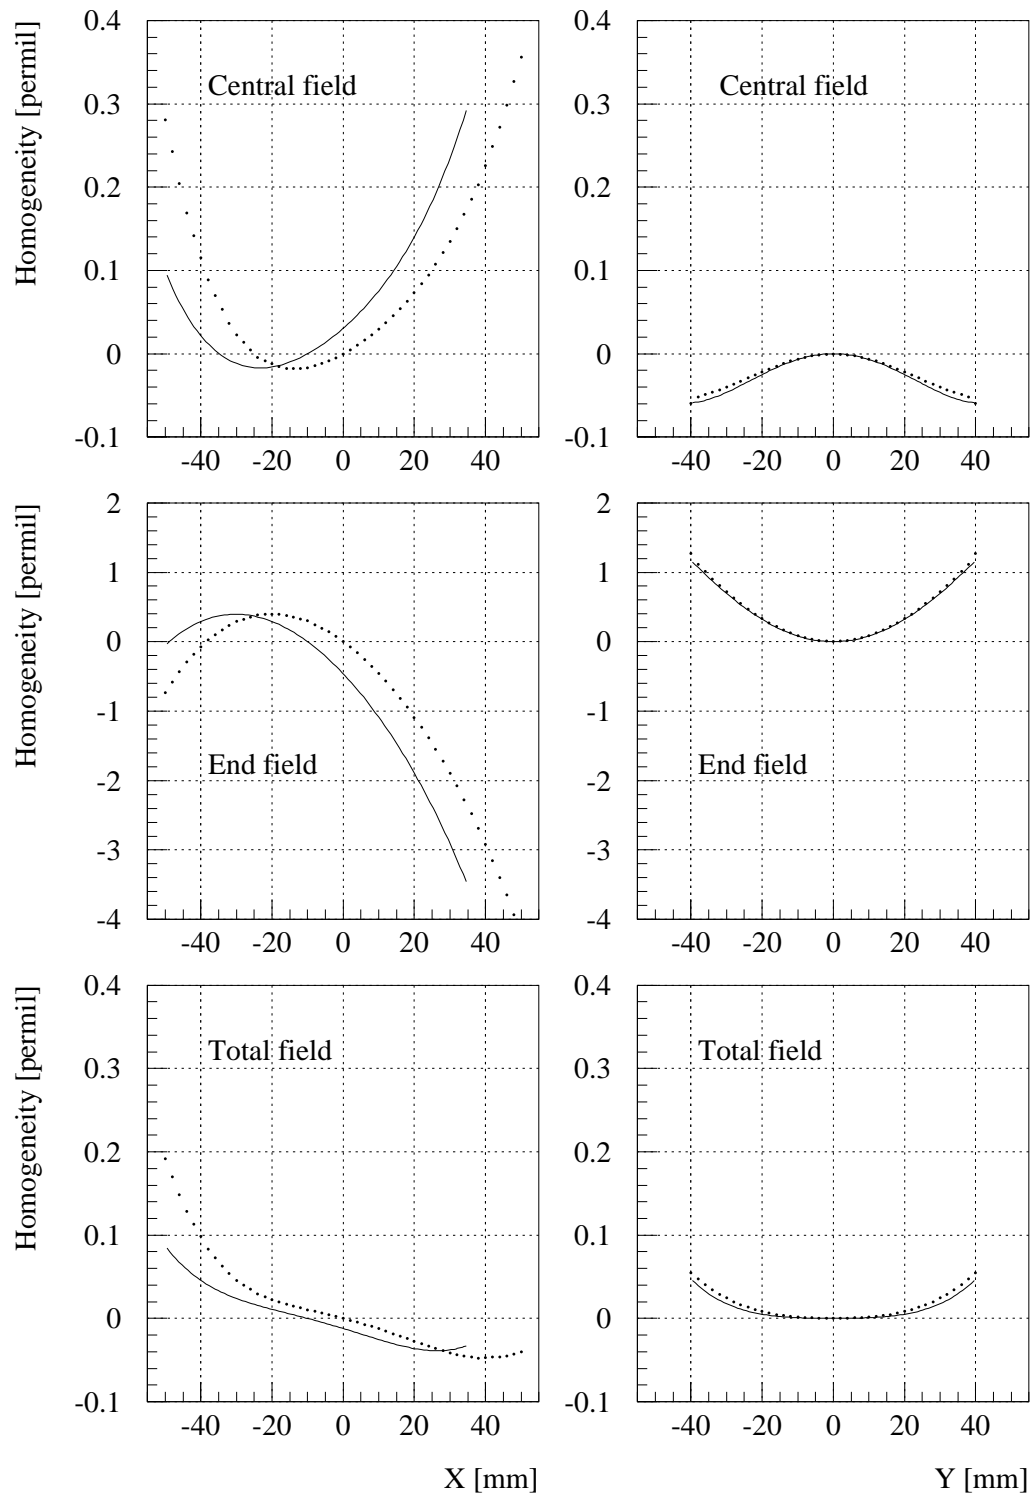 Homogeneity [permil]
0.4
0.3
0.2
0.1
0
-0.1
Central field
-40 -20 0 20 40
0.4
0.3
0.2
0.1
0
-0.1
Central field
-40 -20 0 20 40
Homogeneity [permil]
2
1
0
-1
-2
-3
-4
End field
-40 -20 0 20 40
2
1
0
-1
-2
-3
-4
End field
-40 -20 0 20 40
Homogeneity [permil]
0.4
0.3
0.2
0.1
0
-0.1
Total field
-40 -20 0 20 40
X [mm]
0.4
0.3
0.2
0.1
0
-0.1
Total field
-40 -20 0 20 40
Y [mm]